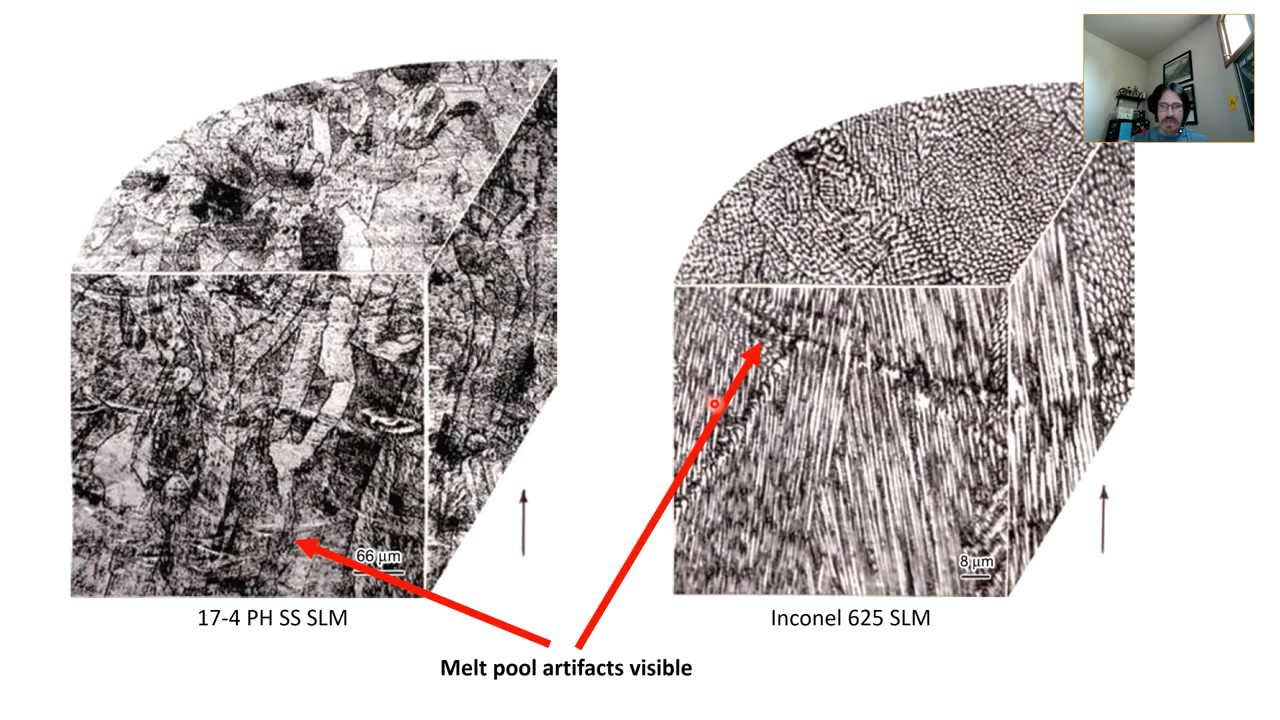 66 μm
8 μm
17-4 PH SS SLM
Inconel 625 SLM
Melt pool artifacts visible